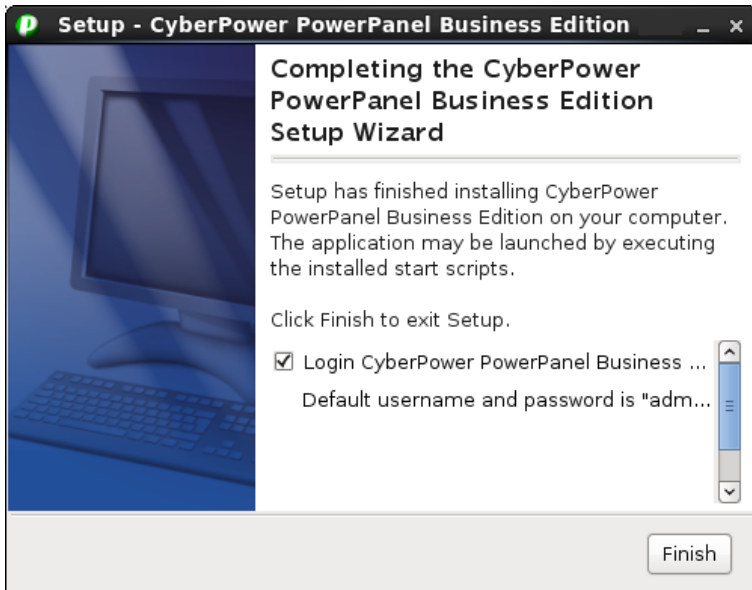 Setup - CyberPower PowerPanel Business Edition
Completing the CyberPower
PowerPanel Business Edition
Setup Wizard
Setup has finished installing CyberPower
PowerPanel Business Edition on your computer.
The application may be launched by executing
the installed start scripts.
Click Finish to exit Setup.
Login CyberPower PowerPanel Business ...
Default username and password is "adm...
Finish